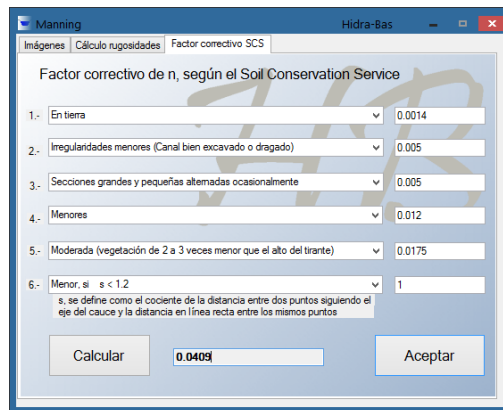 Manning Hidra-Bas
Imágenes Cálculo rugosidades Factor correctivo SCS
Factor correctivo de n, según el Soil Conservation Service
1.- En tierra 0.0014
2.- Irregularidades menores (Canal bien excavado o dragado) 0.005
3.- Secciones grandes y pequeñas alternadas ocasionalmente 0.005
4.- Menores 0.012
5.- Moderada (vegetación de 2 a 3 veces menor que el alto del tirante) 0.0175
6.- Menor, si s < 1.2 1
s, se define como el cociente de la distancia entre dos puntos siguiendo el
eje del cauce y la distancia en línea recta entre los mismos puntos
Calcular 0.0409 Aceptar
HB